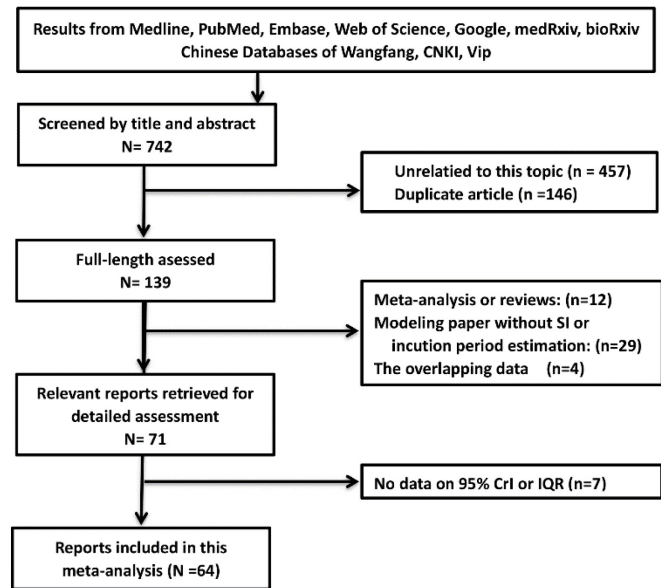 Results from Medline, PubMed, Embase, Web of Science, Google, medRxiv, bioRxiv
Chinese Databases of Wangfang, CNKI, Vip
Screened by title and abstract
N= 742
Unrelatied to this topic (n = 457)
Duplicate article (n =146)
Full-length asessed
N= 139
Meta-analysis or reviews: (n=12)
Modeling paper without SI or
incution period estimation: (n=29)
The overlapping data (n=4)
Relevant reports retrieved for
detailed assessment
N= 71
No data on 95% CrI or IQR (n=7)
Reports included in this
meta-analysis (N =64)